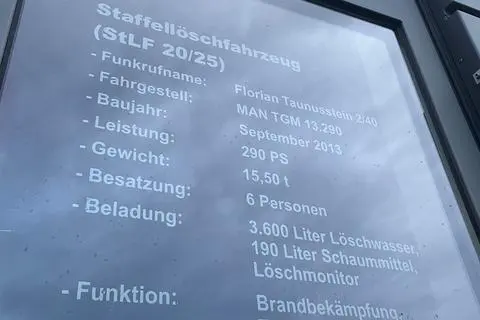 Staffellöschfahrzeug
(StLF 20/25)
- Funkrufname: Florian Taunusstein 2/40
- Fahrgestell: MAN TGM 13.290
- Baujahr: September 2013
- Leistung: 290 PS
- Gewicht: 15,50 t
- Besatzung: 6 Personen
- Beladung: 3.600 Liter Löschwasser,
190 Liter Schaummittel,
Löschmonitor
- Funktion: Brandbekämpfung,